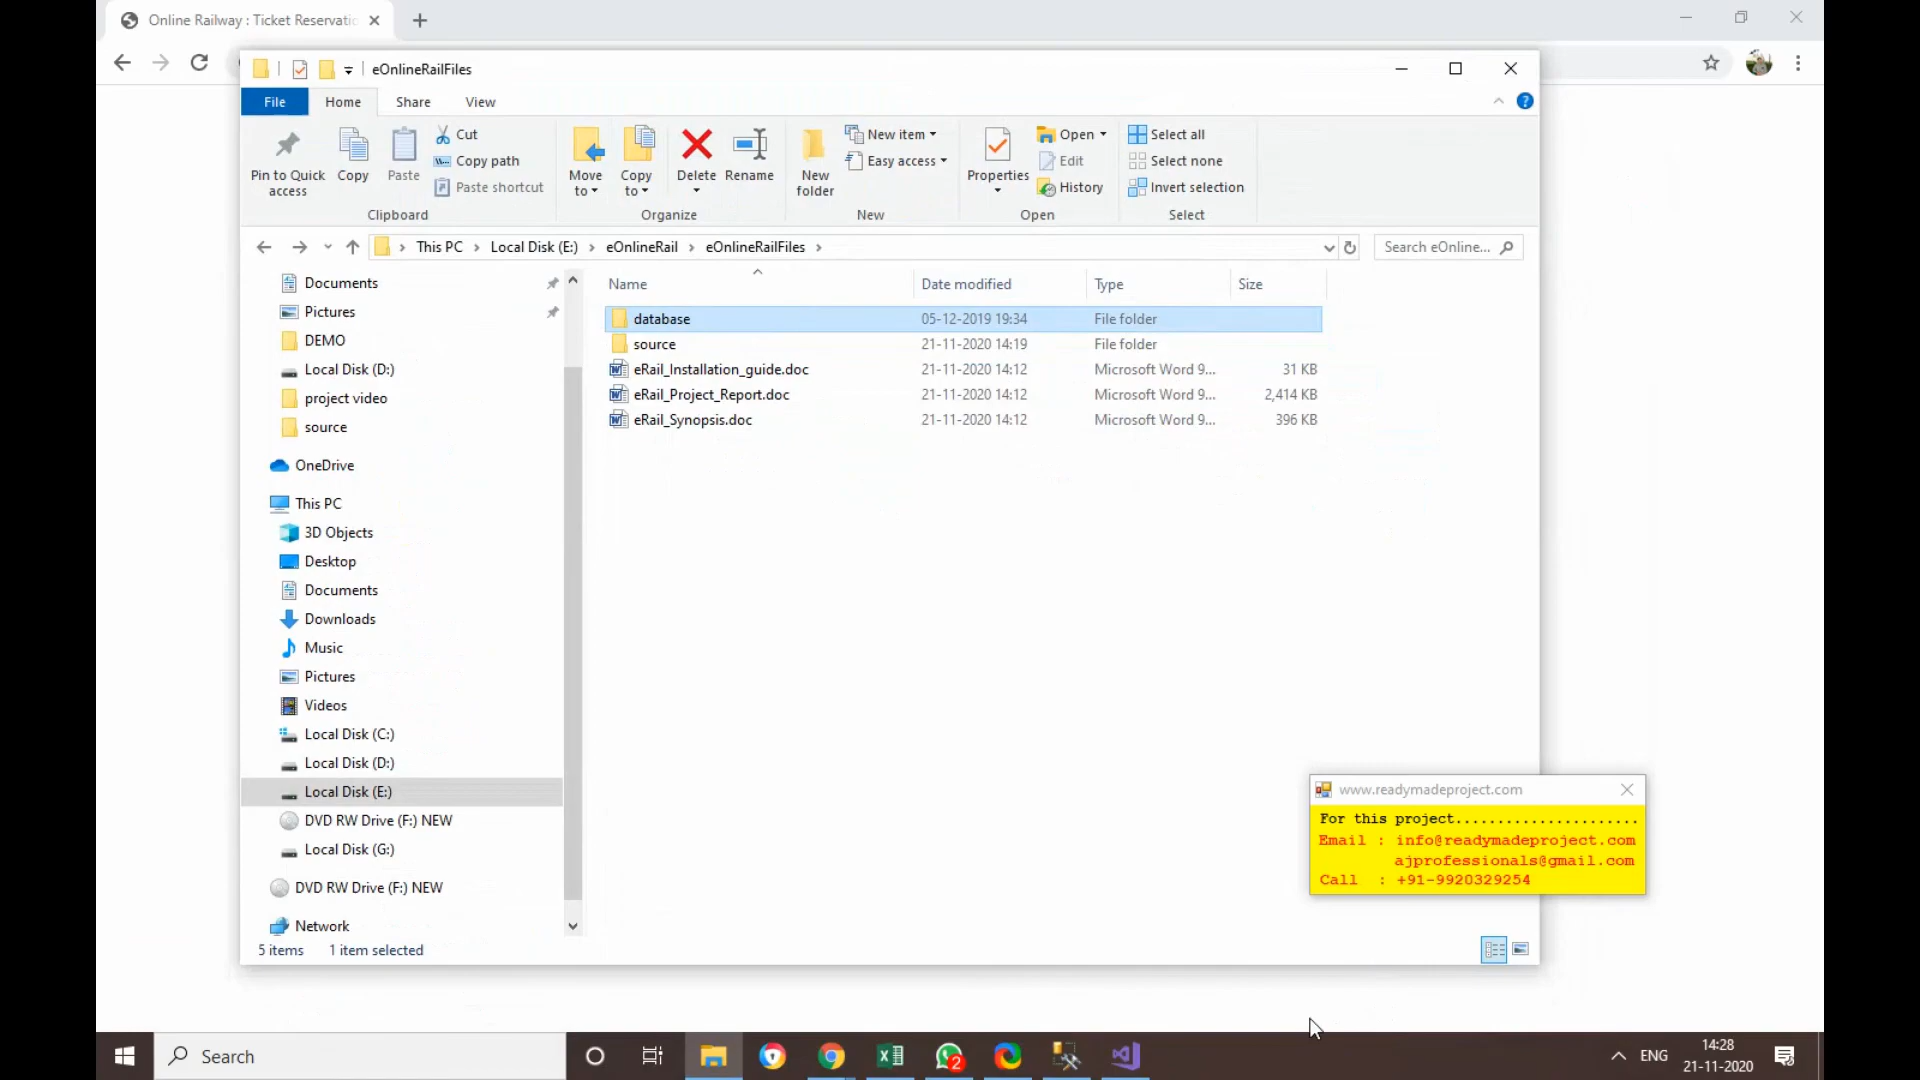 Online Railway : Ticket Reservatio
eOnlineRailFiles
File Home Share View
Pin to Quick access
Copy
Paste
Cut
Copy path
Paste shortcut
Clipboard
Move to
Copy to
Delete
Rename
Organize
New folder
New item
Easy access
New
Properties
Open
Edit
History
Open
Select all
Select none
Invert selection
Select
This PC > Local Disk (E:) > eOnlineRail > eOnlineRailFiles >
Search eOnline...
Name Date modified Type Size
database 05-12-2019 19:34 File folder
source 21-11-2020 14:19 File folder
eRail_Installation_guide.doc 21-11-2020 14:12 Microsoft Word 9... 31 KB
eRail_Project_Report.doc 21-11-2020 14:12 Microsoft Word 9... 2,414 KB
eRail_Synopsis.doc 21-11-2020 14:12 Microsoft Word 9... 396 KB
Documents
Pictures
DEMO
Local Disk (D:)
project video
source
OneDrive
This PC
3D Objects
Desktop
Documents
Downloads
Music
Pictures
Videos
Local Disk (C:)
Local Disk (D:)
Local Disk (E:)
DVD RW Drive (F:) NEW
Local Disk (G:)
DVD RW Drive (F:) NEW
Network
5 items 1 item selected
www.readymadeproject.com
For this project......................
Email : info@readymadeproject.com
ajprofessionals@gmail.com
Call : +91-9920329254
Search
2
ENG
14:28
21-11-2020